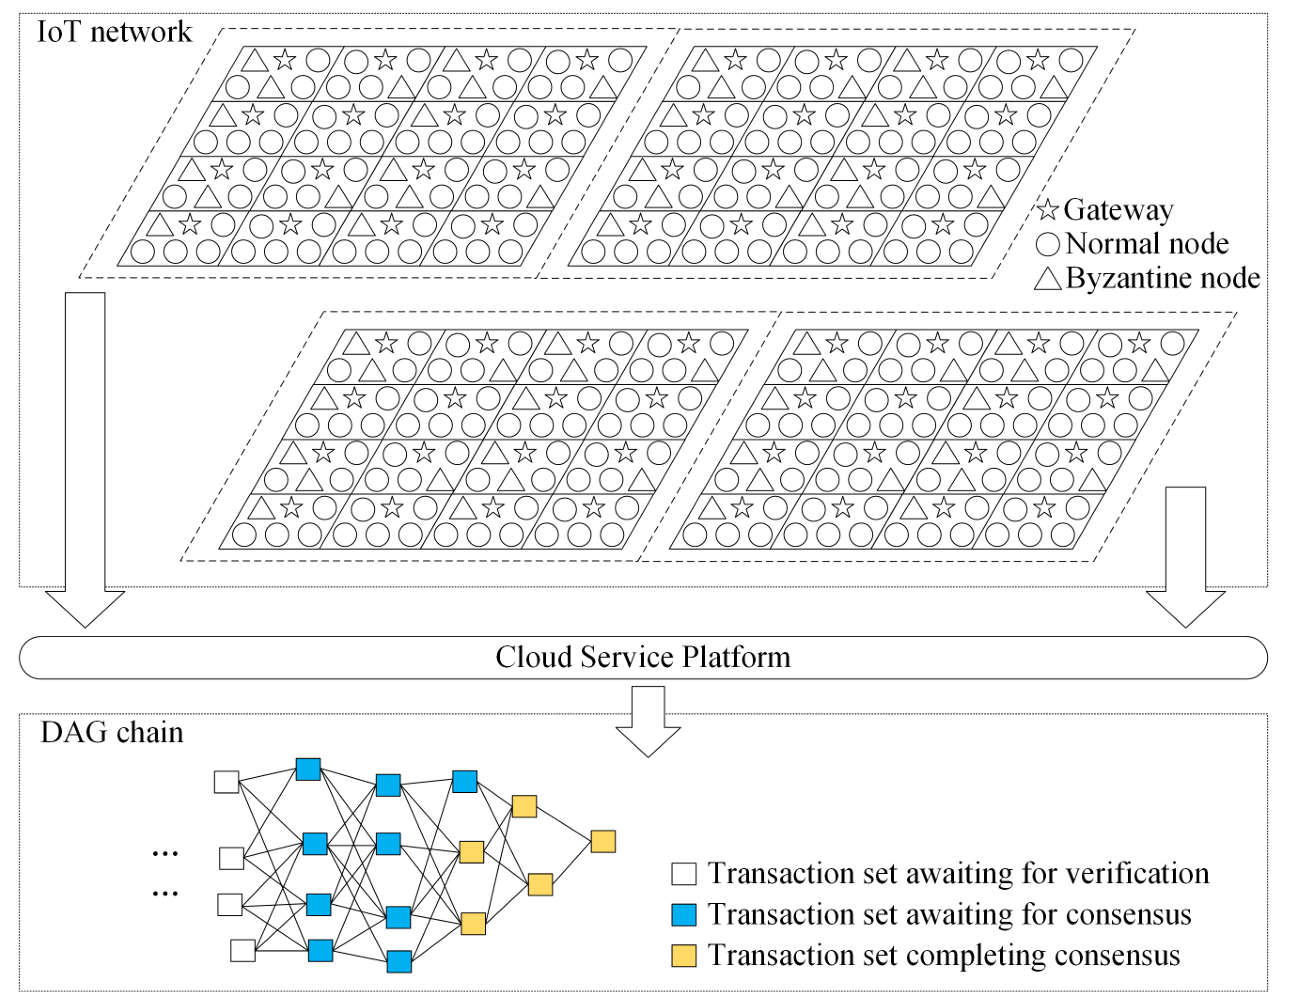 IoT network
Gateway
Normal node
Byzantine node
Cloud Service Platform
DAG chain
...
...
Transaction set awaiting for verification
Transaction set awaiting for consensus
Transaction set completing consensus